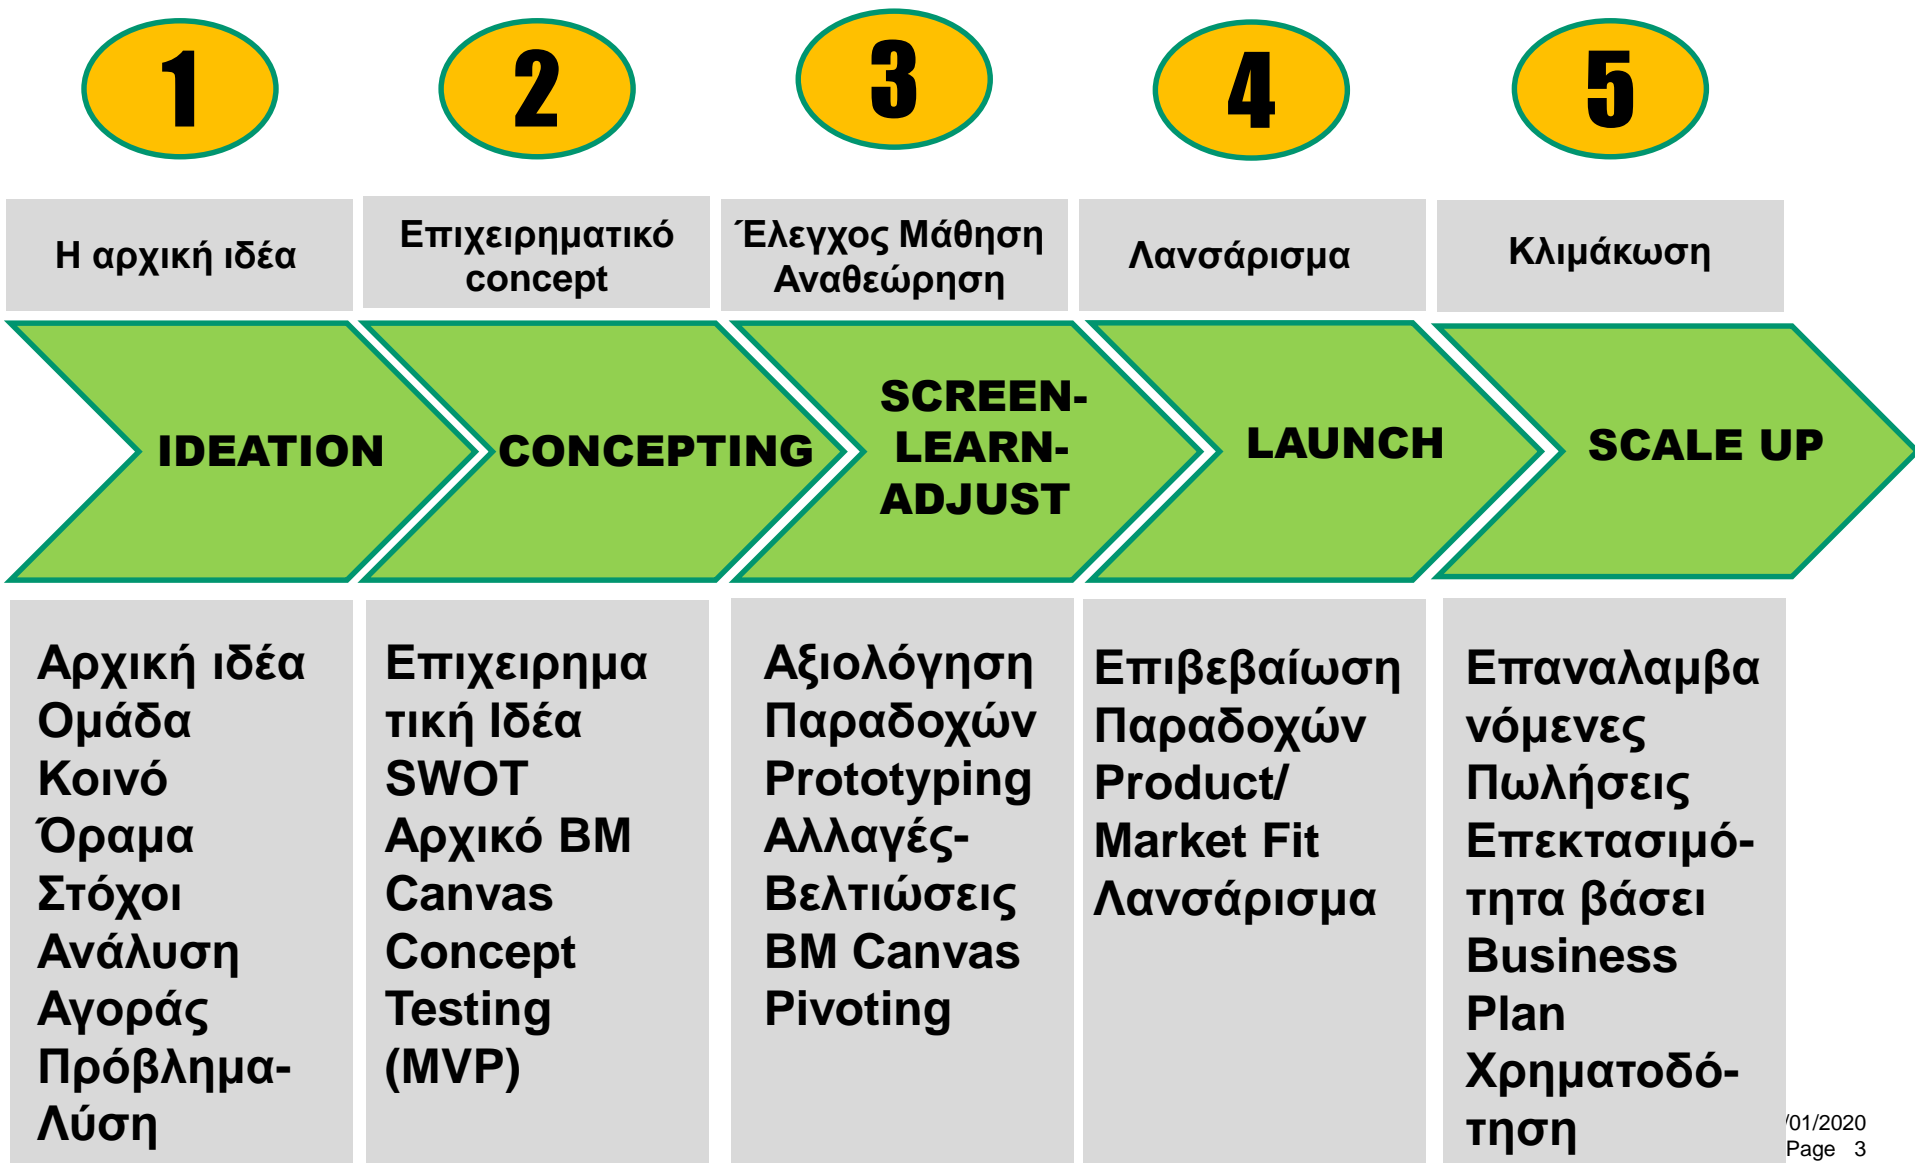 1
2
3
4
5
Η αρχική ιδέα
Επιχειρηματικό
concept
Έλεγχος Μάθηση
Αναθεώρηση
Λανσάρισμα
Κλιμάκωση
IDEATION
CONCEPTING
SCREEN-
LEARN-
ADJUST
LAUNCH
SCALE UP
Αρχική ιδέα
Ομάδα
Κοινό
Όραμα
Στόχοι
Ανάλυση
Αγοράς
Πρόβλημα-
Λύση
Επιχειρημα
τική Ιδέα
SWOT
Αρχικό BM
Canvas
Concept
Testing
(MVP)
Αξιολόγηση
Παραδοχών
Prototyping
Αλλαγές-
Βελτιώσεις
BM Canvas
Pivoting
Επιβεβαίωση
Παραδοχών
Product/
Market Fit
Λανσάρισμα
Επαναλαμβα
νόμενες
Πωλήσεις
Επεκτασιμό-
τητα βάσει
Business
Plan
Χρηματοδό-
τηση
/01/2020
Page 3